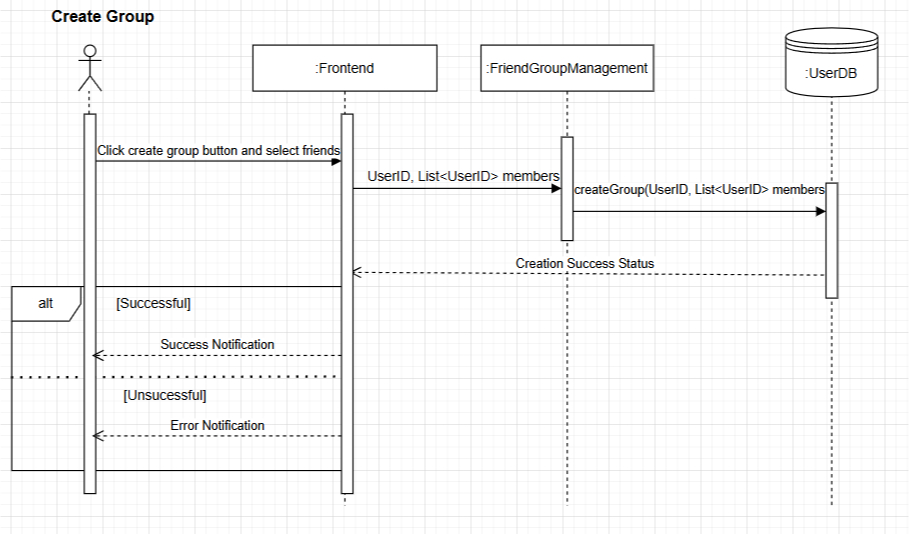 Create Group
:Frontend
:FriendGroupManagement
:UserDB
Click create group button and select friends
UserID, List<UserID> members
createGroup(UserID, List<UserID> members
Creation Success Status
alt
[Successful]
Success Notification
[Unsucessful]
Error Notification